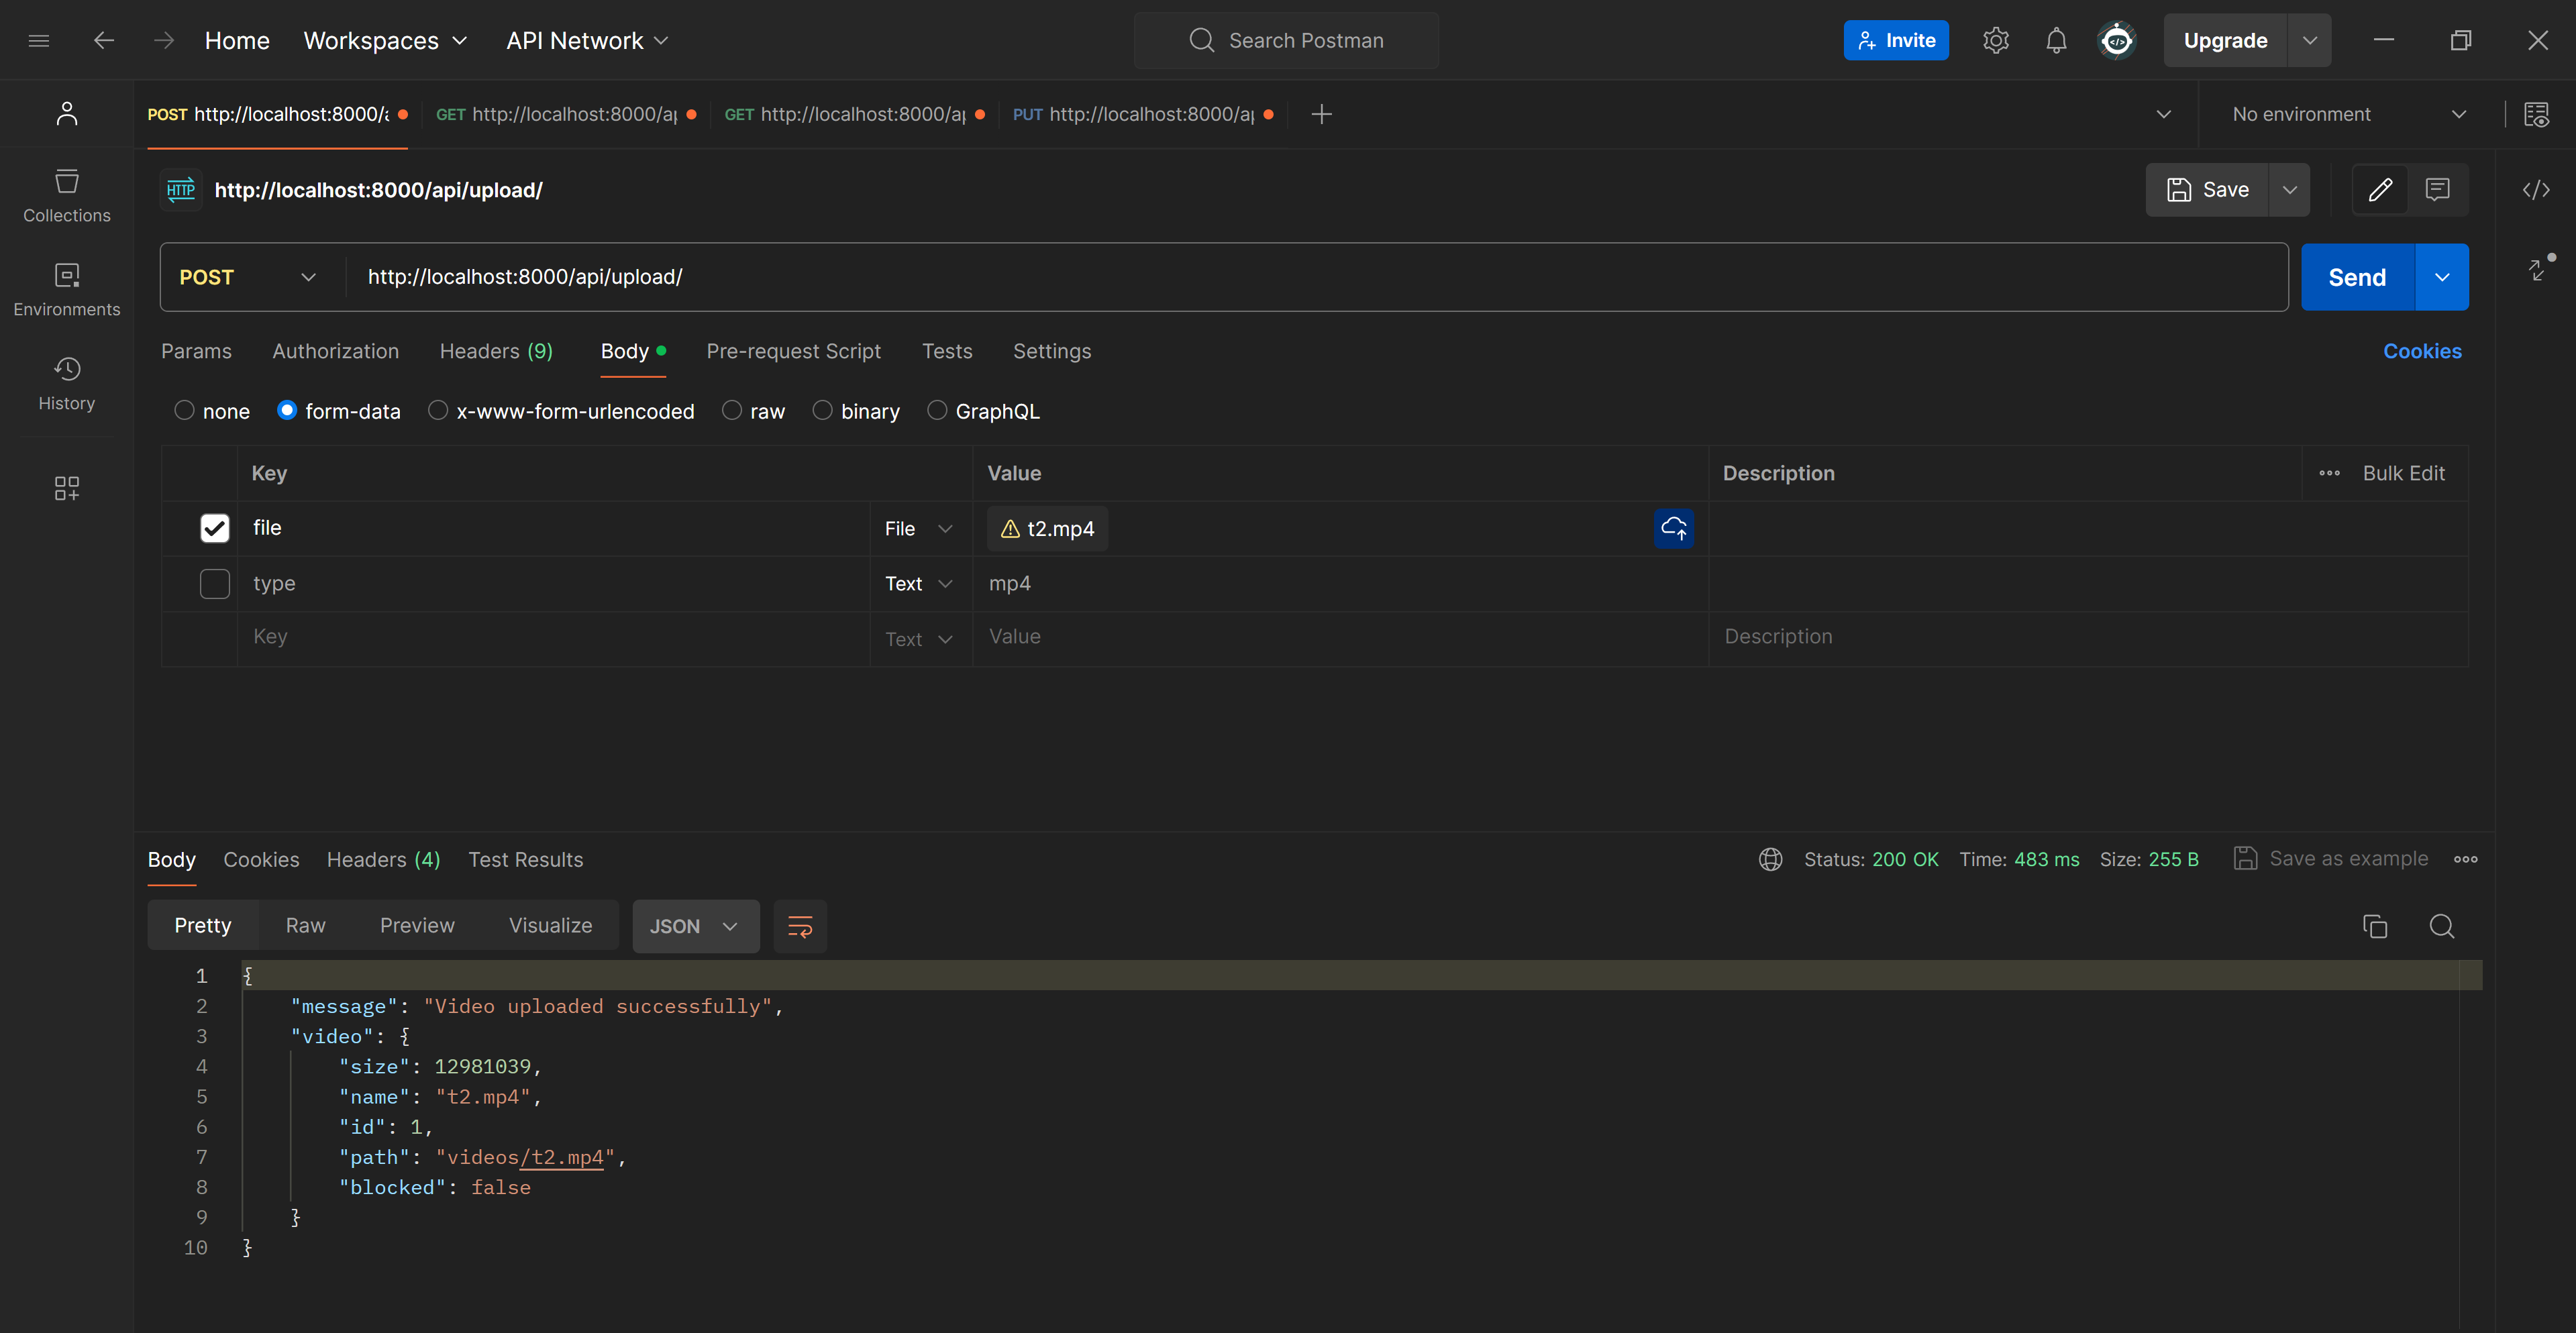 Home Workspaces API Network Search Postman Invite Upgrade
POST http://localhost:8000/a GET http://localhost:8000/ap GET http://localhost:8000/ap PUT http://localhost:8000/ap No environment
Collections
Environments
History
HTTP http://localhost:8000/api/upload/ Save
POST http://localhost:8000/api/upload/ Send
Params Authorization Headers (9) Body Pre-request Script Tests Settings Cookies
none form-data x-www-form-urlencoded raw binary GraphQL
Key Value Description Bulk Edit
file File t2.mp4
type Text mp4
Key Text Value Description
Body Cookies Headers (4) Test Results Status: 200 OK Time: 483 ms Size: 255 B Save as example
Pretty Raw Preview Visualize JSON
1 {
2 "message": "Video uploaded successfully",
3 "video": {
4 "size": 12981039,
5 "name": "t2.mp4",
6 "id": 1,
7 "path": "videos/t2.mp4",
8 "blocked": false
9 }
10 }